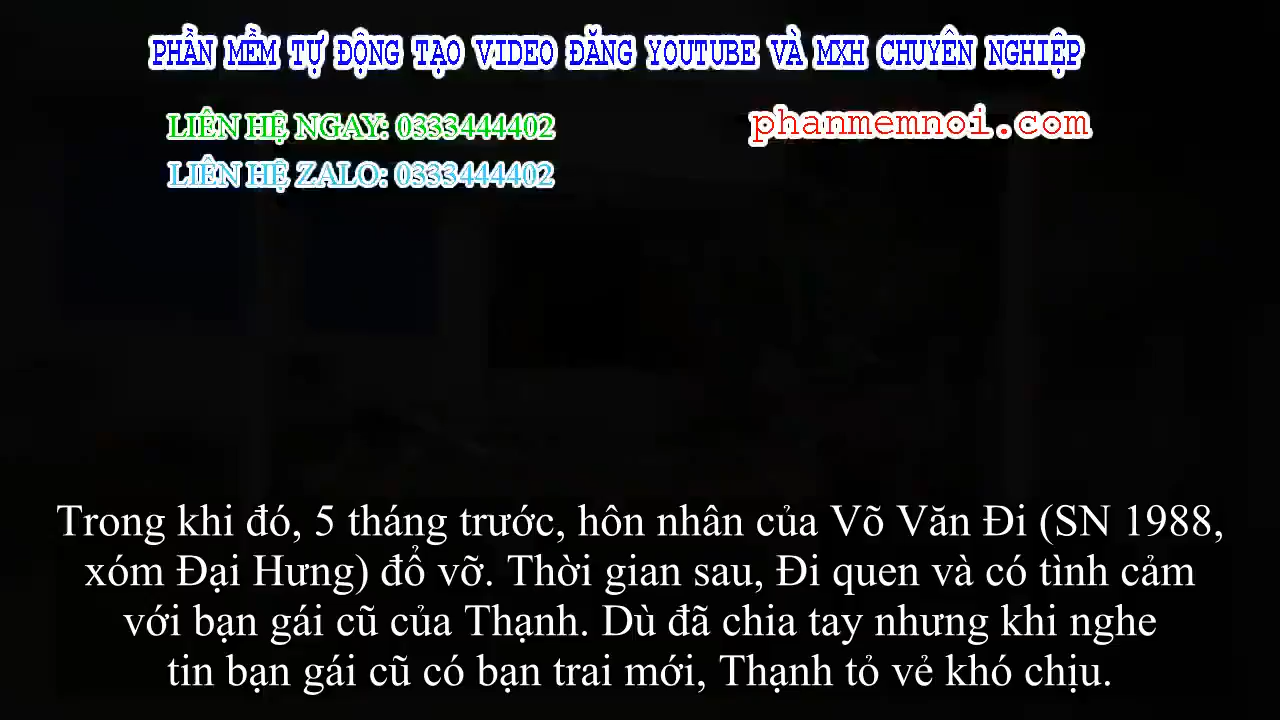 PHẦN MỀM TỰ ĐỘNG TẠO VIDEO ĐĂNG YOUTUBE VÀ MXH CHUYÊN NGHIỆP
LIÊN HỆ NGAY: 0333444402
phanmemnoi.com
LIÊN HỆ ZALO: 0333444402
Trong khi đó, 5 tháng trước, hôn nhân của Võ Văn Đi (SN 1988,
xóm Đại Hưng) đổ vỡ. Thời gian sau, Đi quen và có tình cảm
với bạn gái cũ của Thạnh. Dù đã chia tay nhưng khi nghe
tin bạn gái cũ có bạn trai mới, Thạnh tỏ vẻ khó chịu.